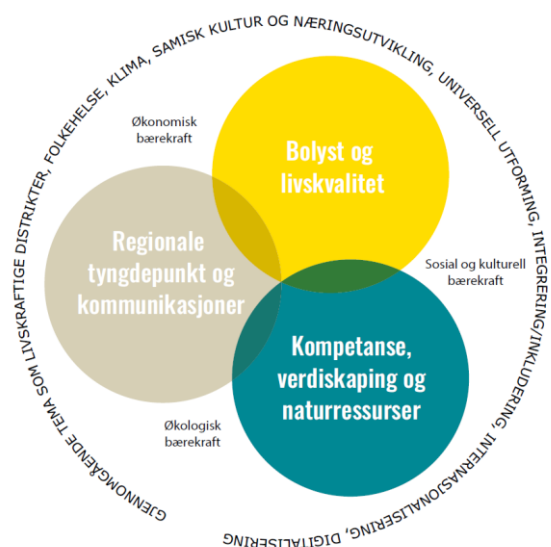 GJENNOMGÅENDE TEMA SOM LIVSKRAFTIGE DISTRIKTER, FOLKEHELSE, KLIMA, SAMISK KULTUR OG NÆRINGSUTVIKLING, UNIVERSELL UTFORMING, INTEGRERING/INKLUDERING, INTERNASJONALISERING, DIGITALISERING
Økonomisk
bærekraft
Bolyst og
livskvalitet
Regionale
tyngdepunkt og
kommunikasjoner
Sosial og kulturell
bærekraft
Kompetanse,
verdiskaping og
naturressurser
Økologisk
bærekraft